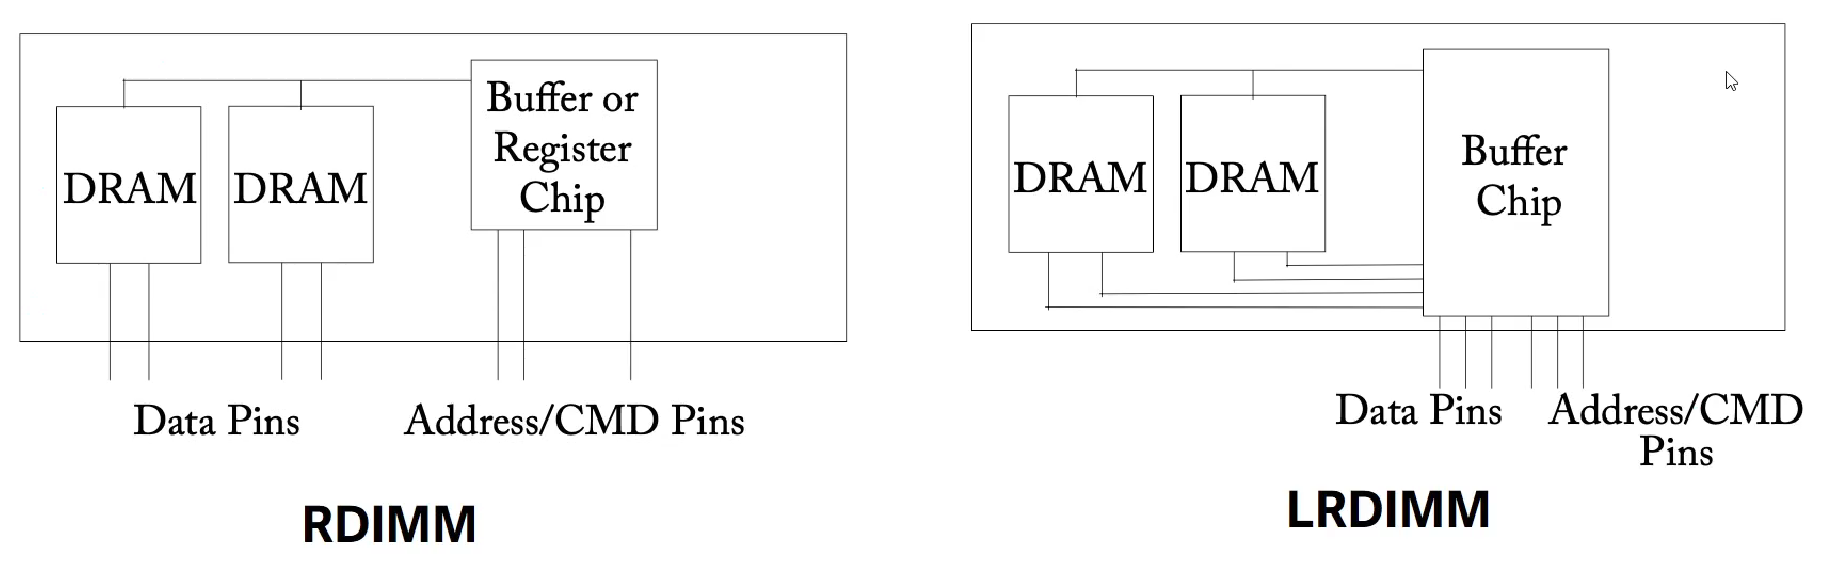 DRAM
DRAM
Buffer or
Register
Chip
Data Pins
Address/CMD Pins
RDIMM
DRAM
DRAM
Buffer
Chip
Data Pins
Address/CMD
Pins
LRDIMM